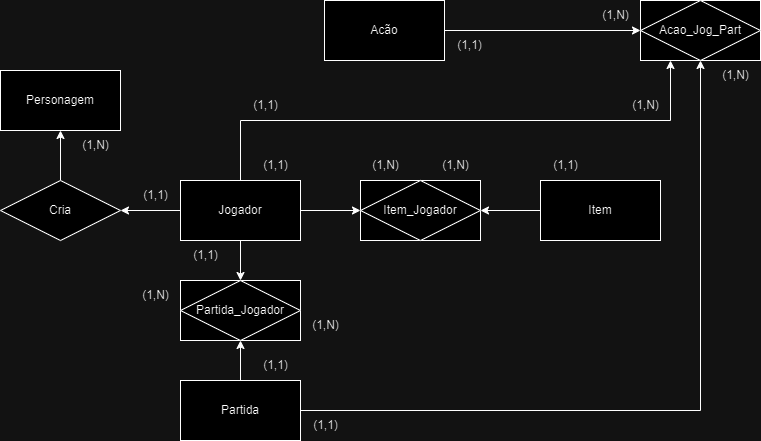 Acão
(1,N)
Acao_Jog_Part
(1,1)
(1,N)
Personagem
(1,1)
(1,N)
(1,N)
(1,1)
(1,N)
(1,N)
(1,1)
(1,1)
Cria
Jogador
Item_Jogador
Item
(1,1)
(1,N)
Partida_Jogador
(1,N)
(1,1)
Partida
(1,1)